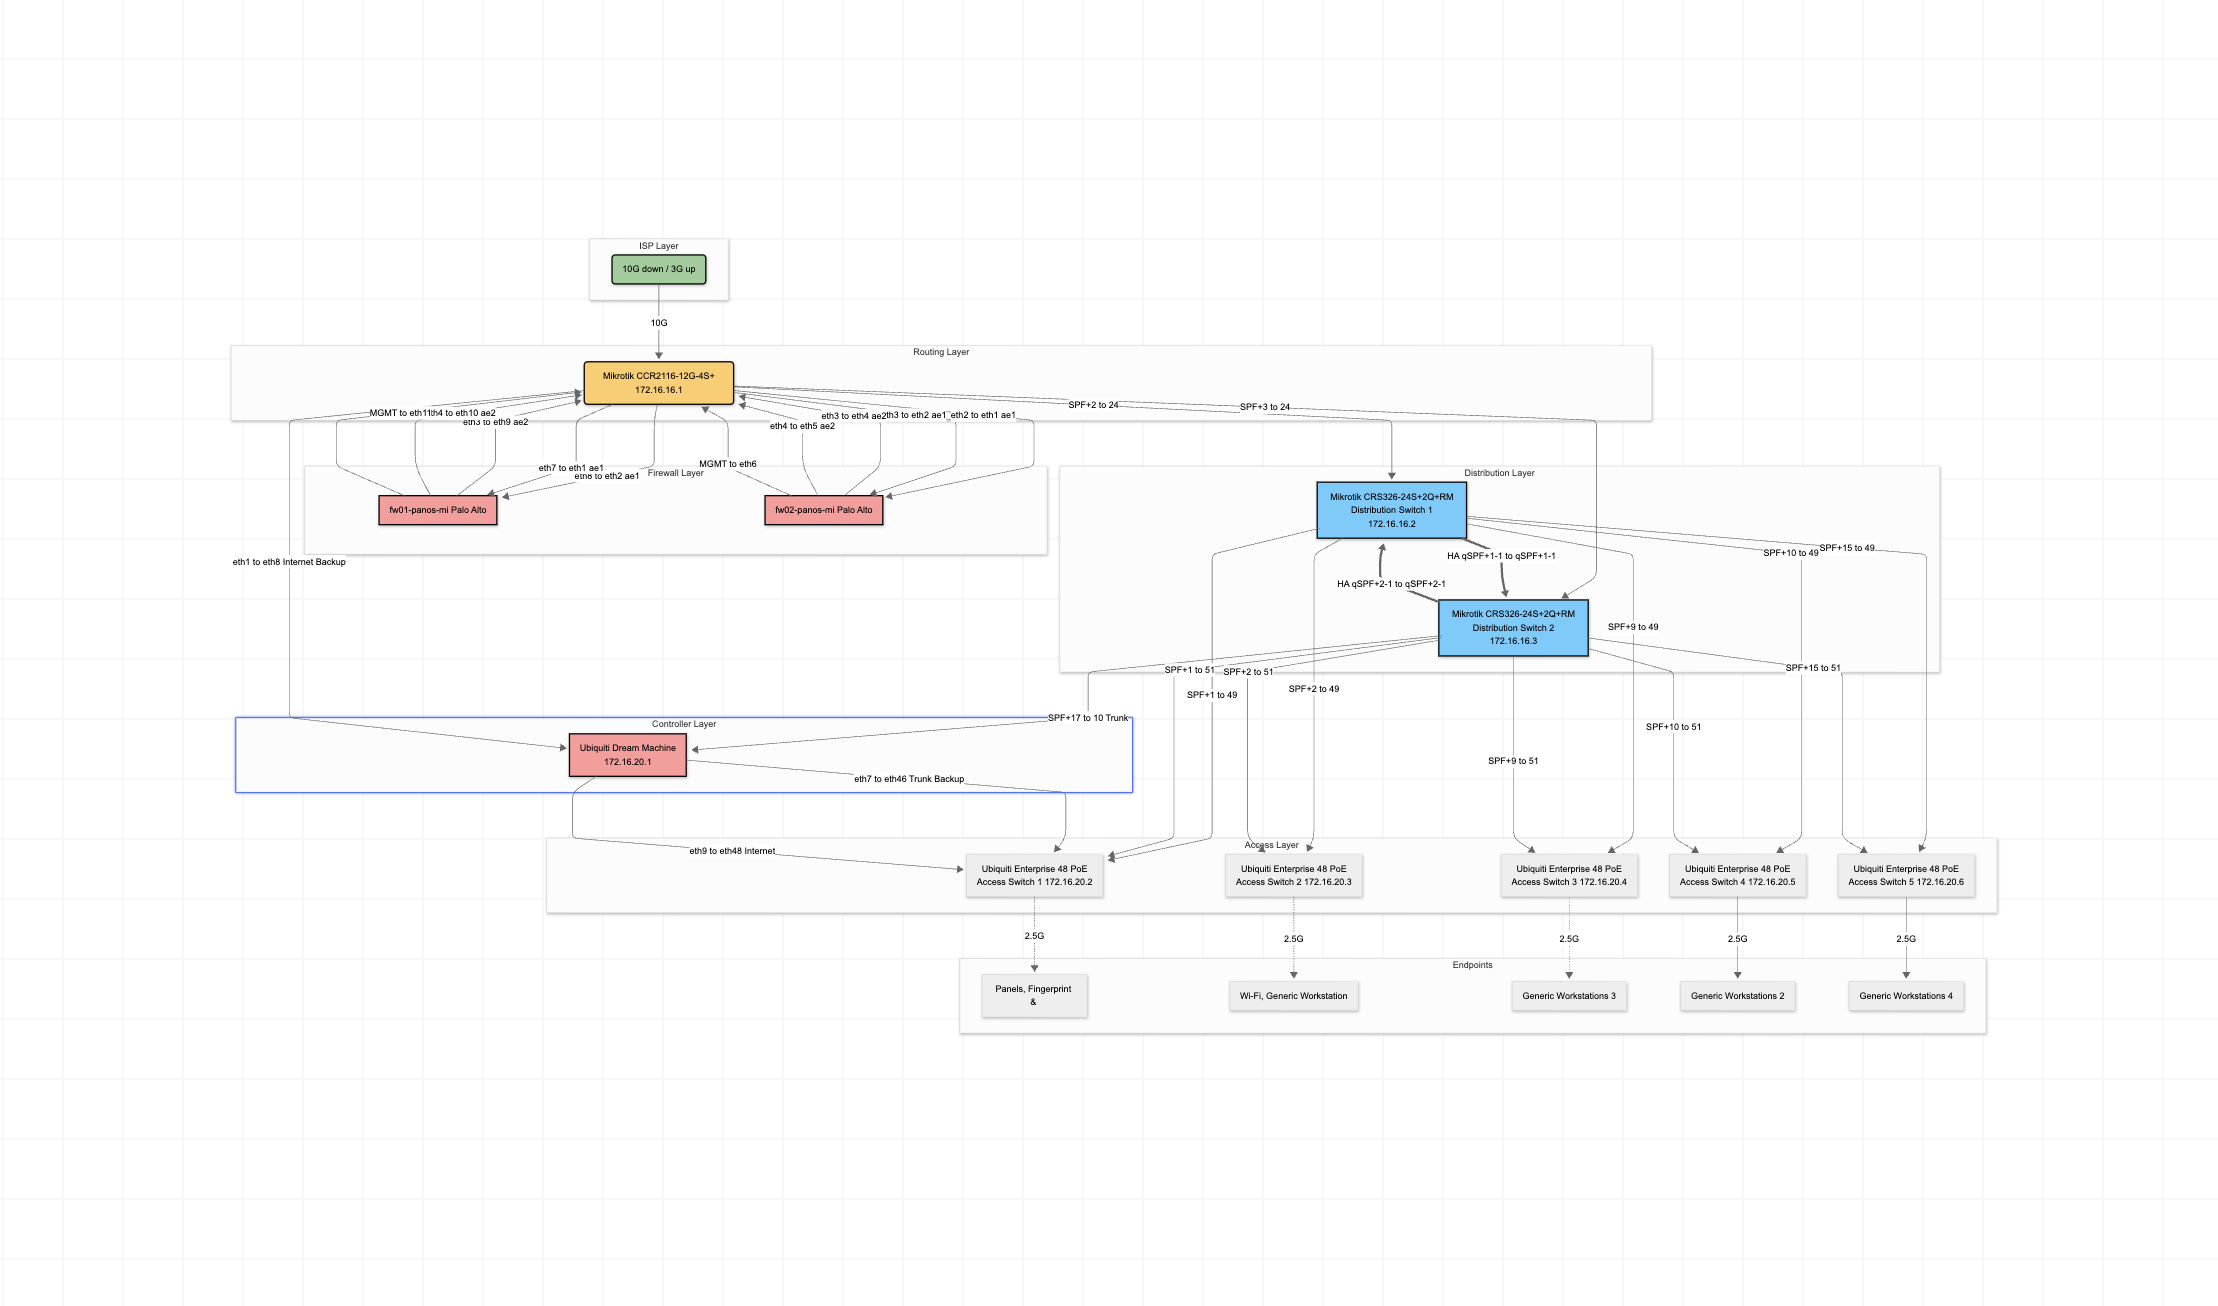 ISP Layer
10G down / 3G up
10G
Routing Layer
Mikrotik CCR2116-12G-4S+
172.16.16.1
MGMT to eth11
th4 to eth10 ae2
eth3 to eth9 ae2
eth3 to eth4 ae2
th3 to eth2 ae1
eth2 to eth1 ae1
eth4 to eth5 ae2
SPF+2 to 24
SPF+3 to 24
MGMT to eth6
eth7 to eth1 ae1
eth8 to eth2 ae1
Firewall Layer
fw01-panos-mi Palo Alto
fw02-panos-mi Palo Alto
Distribution Layer
Mikrotik CRS326-24S+2Q+RM
Distribution Switch 1
172.16.16.2
HA qSPF+1-1 to qSPF+1-1
HA qSPF+2-1 to qSPF+2-1
SPF+10 to 49
SPF+15 to 49
eth1 to eth8 Internet Backup
Mikrotik CRS326-24S+2Q+RM
Distribution Switch 2
172.16.16.3
SPF+9 to 49
SPF+1 to 51
SPF+2 to 51
SPF+15 to 51
SPF+1 to 49
SPF+2 to 49
SPF+17 to 10 Trunk
SPF+10 to 51
SPF+9 to 51
Controller Layer
Ubiquiti Dream Machine
172.16.20.1
eth7 to eth46 Trunk Backup
eth9 to eth48 Internet
Access Layer
Ubiquiti Enterprise 48 PoE
Access Switch 1 172.16.20.2
Ubiquiti Enterprise 48 PoE
Access Switch 2 172.16.20.3
Ubiquiti Enterprise 48 PoE
Access Switch 3 172.16.20.4
Ubiquiti Enterprise 48 PoE
Access Switch 4 172.16.20.5
Ubiquiti Enterprise 48 PoE
Access Switch 5 172.16.20.6
2.5G
2.5G
2.5G
2.5G
2.5G
Endpoints
Panels, Fingerprint
&
Wi-Fi, Generic Workstation
Generic Workstations 3
Generic Workstations 2
Generic Workstations 4